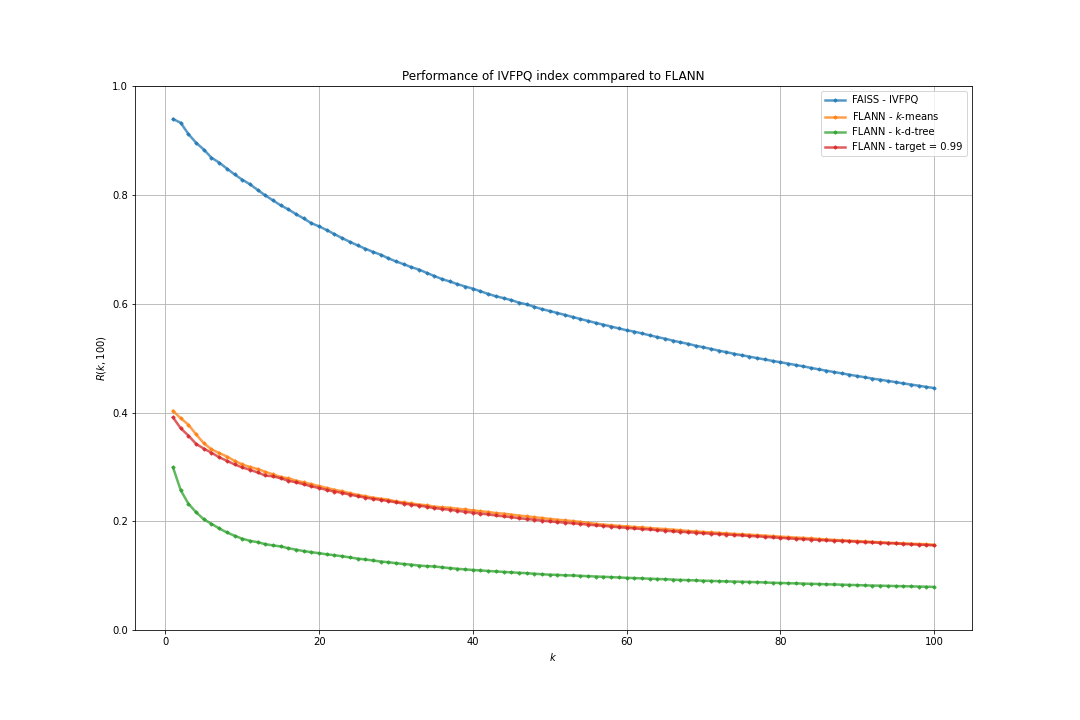 Performance of IVFPQ index commpared to FLANN
1.0
0.8
0.6
0.4
0.2
0.0
R(k, 100)
FAISS - IVFPQ
FLANN - k-means
FLANN - k-d-tree
FLANN - target = 0.99
0 20 40 60 80 100
k